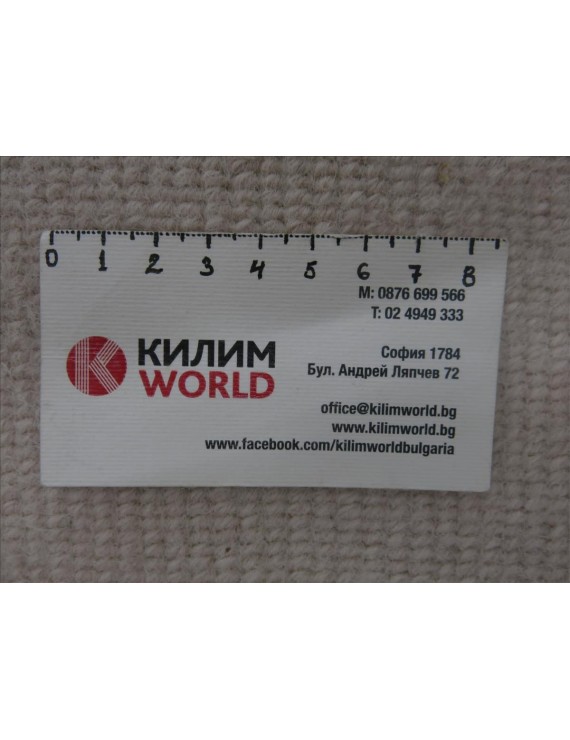 0 1 2 3 4 5 6 7 8
М: 0876 699 566
Т: 02 4949 333
КИЛИМ
WORLD
София 1784
Бул. Андрей Ляпчев 72
office@kilimworld.bg
www.kilimworld.bg
www.facebook.com/kilimworldbulgaria